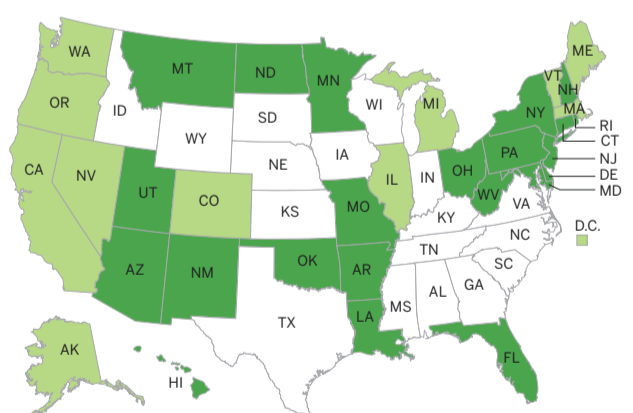 WA
MT
ND
MN
ME
VT
NH
OR
ID
SD
WI
MI
NY
MA
WY
RI
CT
IA
NE
PA
NJ
CA
NV
UT
CO
IL
IN
OH
DE
WV
MD
KS
MO
VA
KY
D.C.
NC
TN
AZ
NM
OK
AR
SC
MS
AL
GA
LA
TX
AK
FL
HI